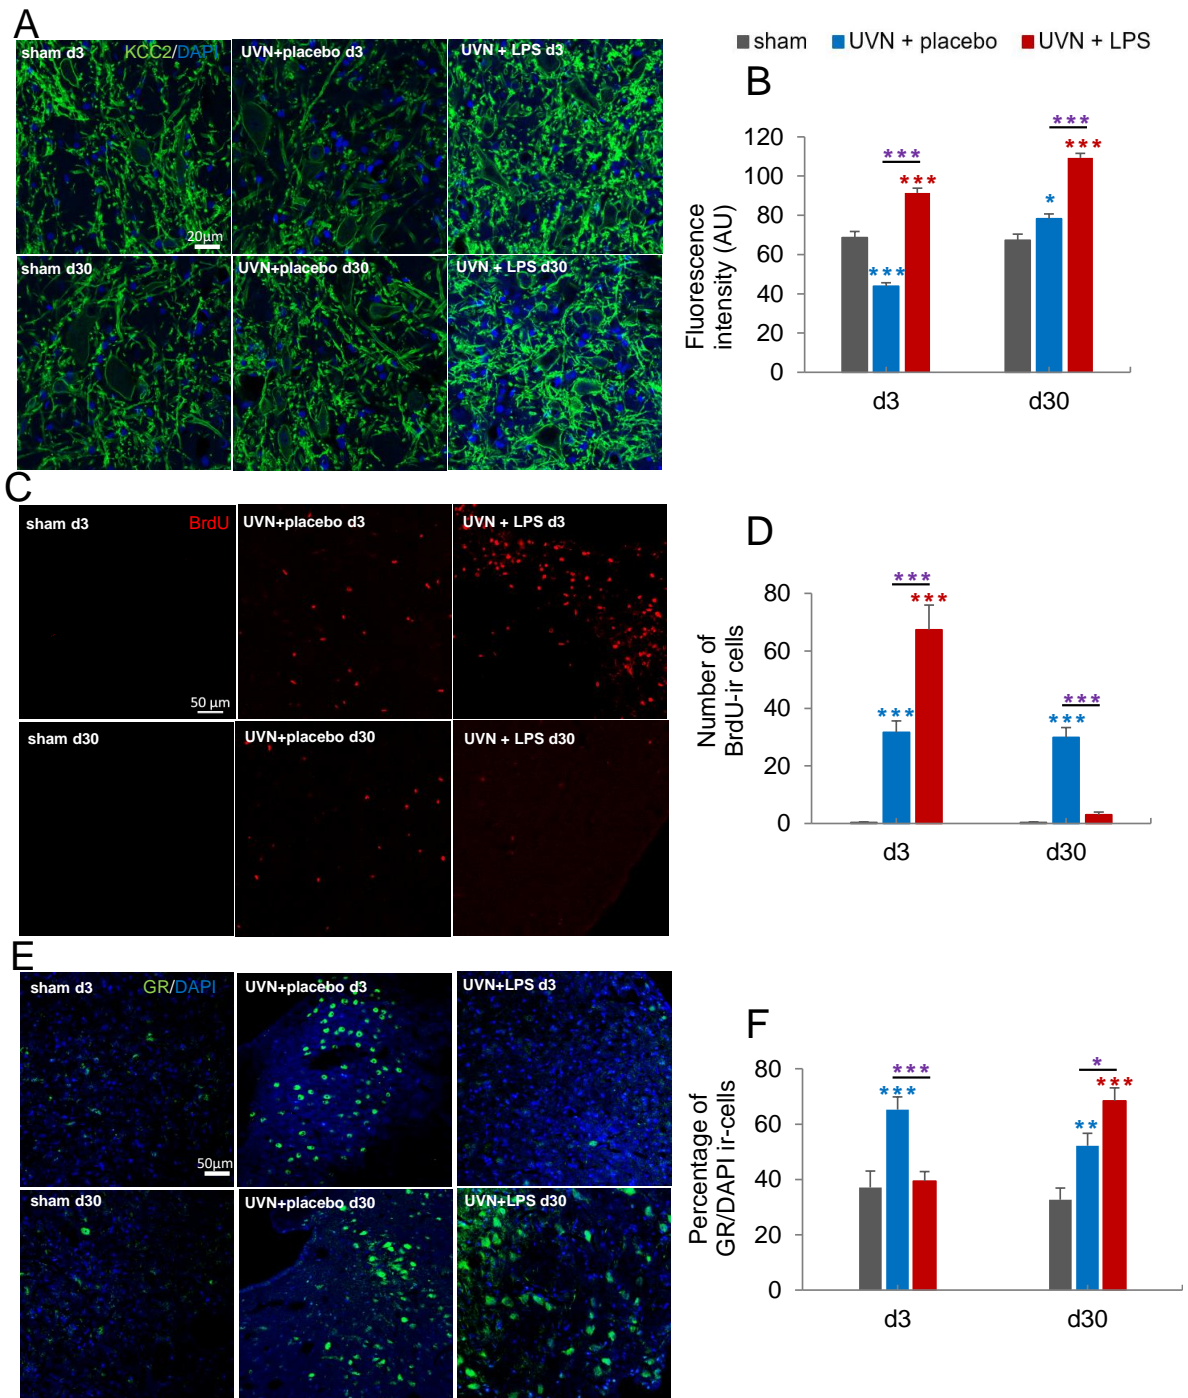 A
sham d3 KCC2/DAPI
UVN+placebo d3
UVN + LPS d3
20µm
sham d30
UVN+placebo d30
UVN + LPS d30
sham UVN + placebo UVN + LPS
B
Fluorescence
intensity (AU)
120
100
80
60
40
20
0
***
***
***
***
***
*
d3
d30
C
sham d3 BrdU
UVN+placebo d3
UVN + LPS d3
50 µm
sham d30
UVN+placebo d30
UVN + LPS d30
D
Number of
BrdU-ir cells
80
60
40
20
0
***
***
***
***
***
d3
d30
E
sham d3 GR/DAPI
UVN+placebo d3
UVN+LPS d3
50µm
sham d30
UVN+placebo d30
UVN+LPS d30
F
Percentage of
GR/DAPI ir-cells
80
60
40
20
0
***
***
*
***
**
d3
d30